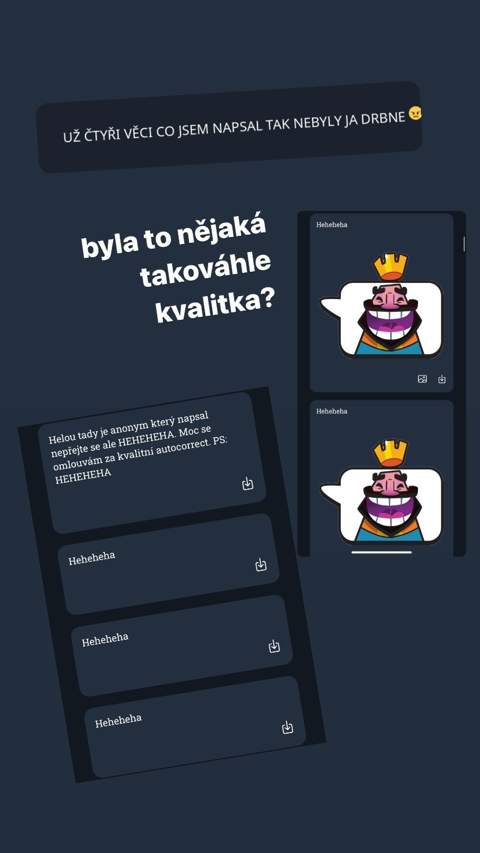 UŽ ČTYŘI VĚCI CO JSEM NAPSAL TAK NEBYLY JA DRBNE 😠
byla to nějaká
takováhle
kvalitka?
Heheheha
Heheheha
Helou tady je anonym který napsal
nepřejte se ale HEHEHEHA. Moc se
omlouvám za kvalitní autocorrect. PS:
HEHEHEHA
Heheheha
Heheheha
Heheheha